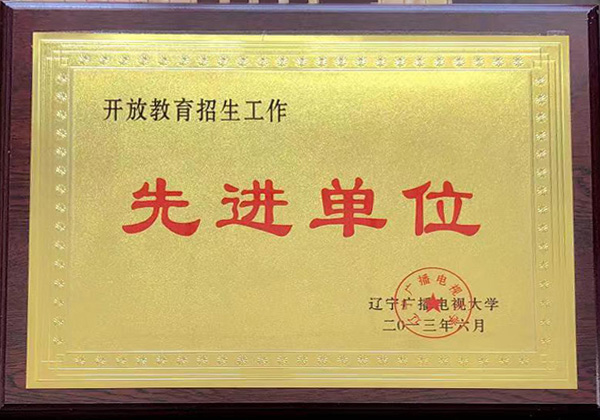 开放教育招生工作
先进单位
辽宁广播电视大学
二〇一三年六月